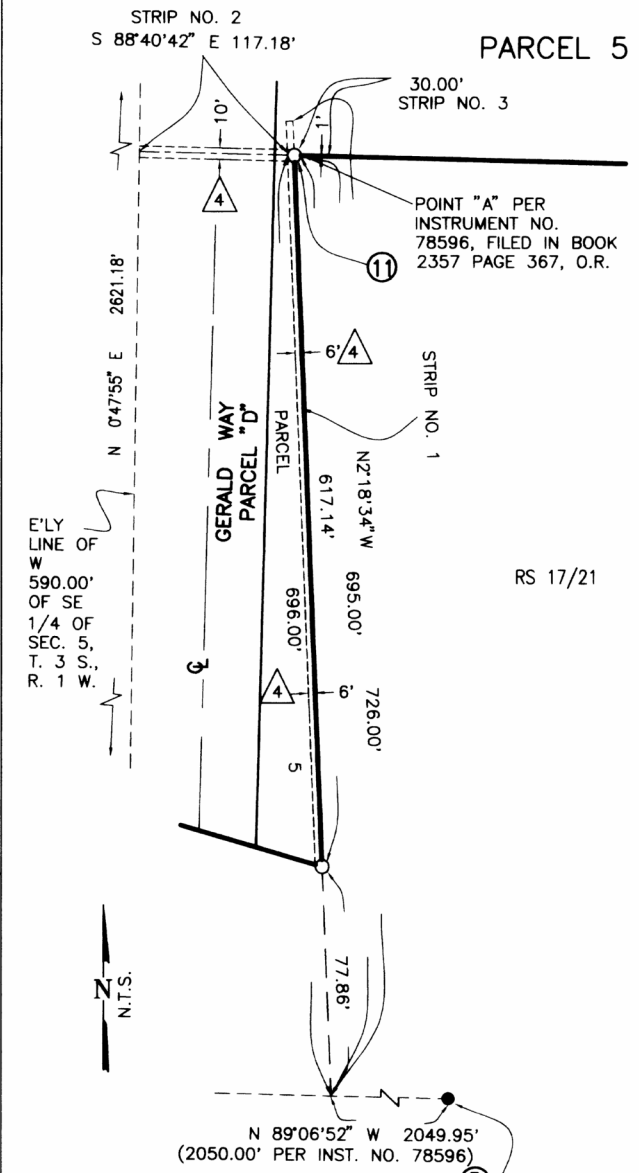 STRIP NO. 2
S 88°40'42" E 117.18'
PARCEL 5
30.00'
STRIP NO. 3
10'
1'
4
POINT "A" PER
INSTRUMENT NO.
78596, FILED IN BOOK
2357 PAGE 367, O.R.
11
N 0°47'55" E 2621.18'
6'
4
STRIP NO. 1
GERALD WAY
PARCEL "D"
PARCEL
5
N2°18'34"W
617.14'
695.00'
696.00'
726.00'
E'LY
LINE OF
W
590.00'
OF SE
1/4 OF
SEC. 5,
T. 3 S.,
R. 1 W.
RS 17/21
℄
4
6'
77.86'
N
N.T.S.
N 89°06'52" W 2049.95'
(2050.00' PER INST. NO. 78596)